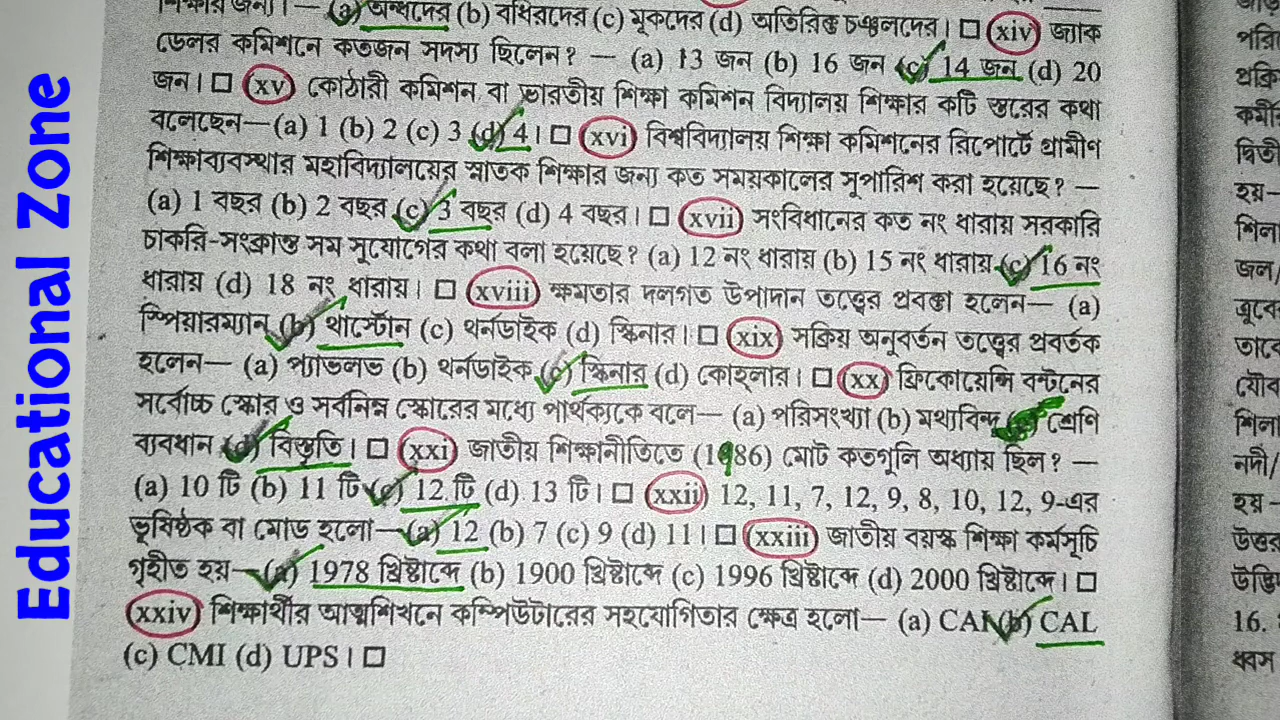 Educational Zone
শিক্ষার জন্য।— (a) অন্ধদের (b) বধিরদের (c) মূকদের (d) অতিরিক্ত চঞ্চলদের। □ (xiv) জ্যাক
ডেলর কমিশনে কতজন সদস্য ছিলেন? — (a) 13 জন (b) 16 জন (c) 14 জন (d) 20
জন। □ (xv) কোঠারী কমিশন বা ভারতীয় শিক্ষা কমিশন বিদ্যালয় শিক্ষার কটি স্তরের কথা
বলেছেন—(a) 1 (b) 2 (c) 3 (d) 4। □ (xvi) বিশ্ববিদ্যালয় শিক্ষা কমিশনের রিপোর্টে গ্রামীণ
শিক্ষাব্যবস্থার মহাবিদ্যালয়ের স্নাতক শিক্ষার জন্য কত সময়কালের সুপারিশ করা হয়েছে? —
(a) 1 বছর (b) 2 বছর (c) 3 বছর (d) 4 বছর। □ (xvii) সংবিধানের কত নং ধারায় সরকারি
চাকরি-সংক্রান্ত সম সুযোগের কথা বলা হয়েছে? (a) 12 নং ধারায় (b) 15 নং ধারায় (c) 16 নং
ধারায় (d) 18 নং ধারায়। □ (xviii) ক্ষমতার দলগত উপাদান তত্ত্বের প্রবক্তা হলেন— (a)
স্পিয়ারম্যান (b) থার্স্টোন (c) থর্নডাইক (d) স্কিনার। □ (xix) সক্রিয় অনুবর্তন তত্ত্বের প্রবর্তক
হলেন— (a) প্যাভলভ (b) থর্নডাইক (c) স্কিনার (d) কোহলার। □ (xx) ফ্রিকোয়েন্সি বন্টনের
সর্বোচ্চ স্কোর ও সর্বনিম্ন স্কোরের মধ্যে পার্থক্যকে বলে— (a) পরিসংখ্যা (b) মধ্যবিন্দু (c) শ্রেণি
ব্যবধান (d) বিস্তৃতি। □ (xxi) জাতীয় শিক্ষানীতিতে (1986) মোট কতগুলি অধ্যায় ছিল? —
(a) 10 টি (b) 11 টি (c) 12 টি (d) 13 টি। □ (xxii) 12, 11, 7, 12, 9, 8, 10, 12, 9-এর
ভূষিষ্ঠক বা মোড হলো—(a) 12 (b) 7 (c) 9 (d) 11। □ (xxiii) জাতীয় বয়স্ক শিক্ষা কর্মসূচি
গৃহীত হয়—(a) 1978 খ্রিষ্টাব্দে (b) 1900 খ্রিষ্টাব্দে (c) 1996 খ্রিষ্টাব্দে (d) 2000 খ্রিষ্টাব্দে। □
(xxiv) শিক্ষার্থীর আত্মশিখনে কম্পিউটারের সহযোগিতার ক্ষেত্র হলো— (a) CAI (b) CAL
(c) CMI (d) UPS। □
দ্বিতী
হয়–
জন/
তাবে
নদী/
হয় –
উত্তর
16.